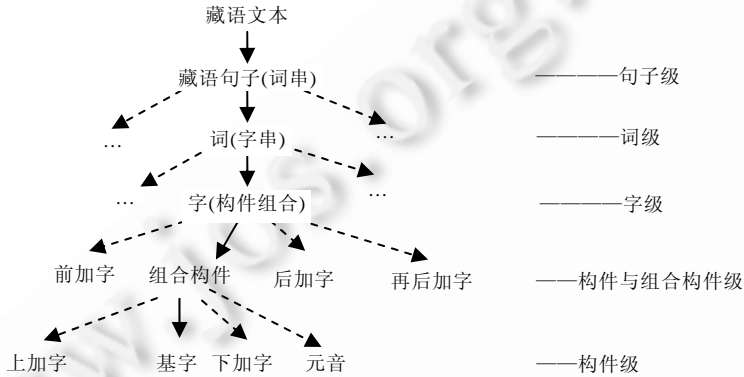 藏语文本
藏语句子(词串) ————句子级
… 词(字串) … ————词级
… 字(构件组合) … ————字级
前加字 组合构件 后加字 再后加字 ——构件与组合构件级
上加字 基字 下加字 元音 ——构件级